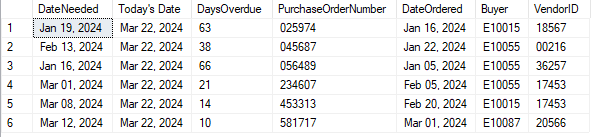 DateNeeded Today's Date DaysOverdue PurchaseOrderNumber DateOrdered Buyer VendorID
1 Jan 19, 2024 Mar 22, 2024 63 025974 Jan 16, 2024 E10015 18567
2 Feb 13, 2024 Mar 22, 2024 38 045687 Jan 22, 2024 E10055 00216
3 Jan 16, 2024 Mar 22, 2024 66 056489 Jan 05, 2024 E10055 36257
4 Mar 01, 2024 Mar 22, 2024 21 234607 Feb 05, 2024 E10055 17453
5 Mar 08, 2024 Mar 22, 2024 14 453313 Feb 20, 2024 E10015 17453
6 Mar 12, 2024 Mar 22, 2024 10 581717 Mar 01, 2024 E10087 20566